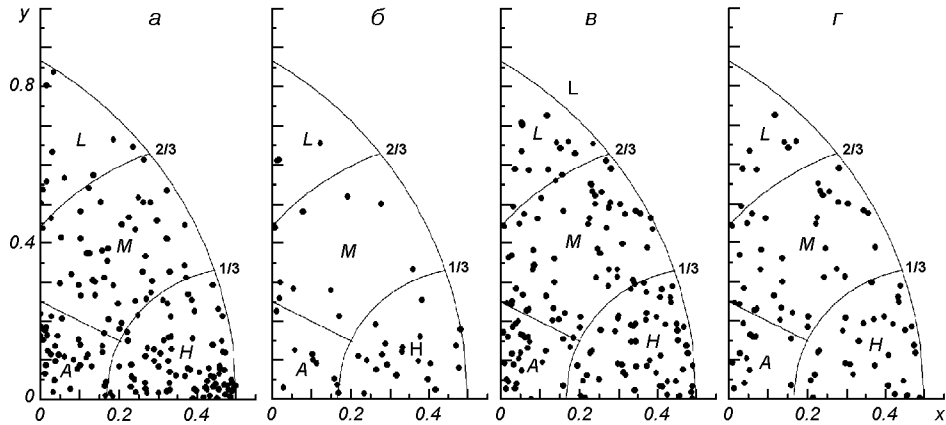 y а б в г
0.8
L L L L L
2/3 2/3 2/3 2/3
0.4
M M M M
1/3 1/3 1/3 1/3
A H A H A H A H
0
0 0.2 0.4 0 0.2 0.4 0 0.2 0.4 0 0.2 0.4 x